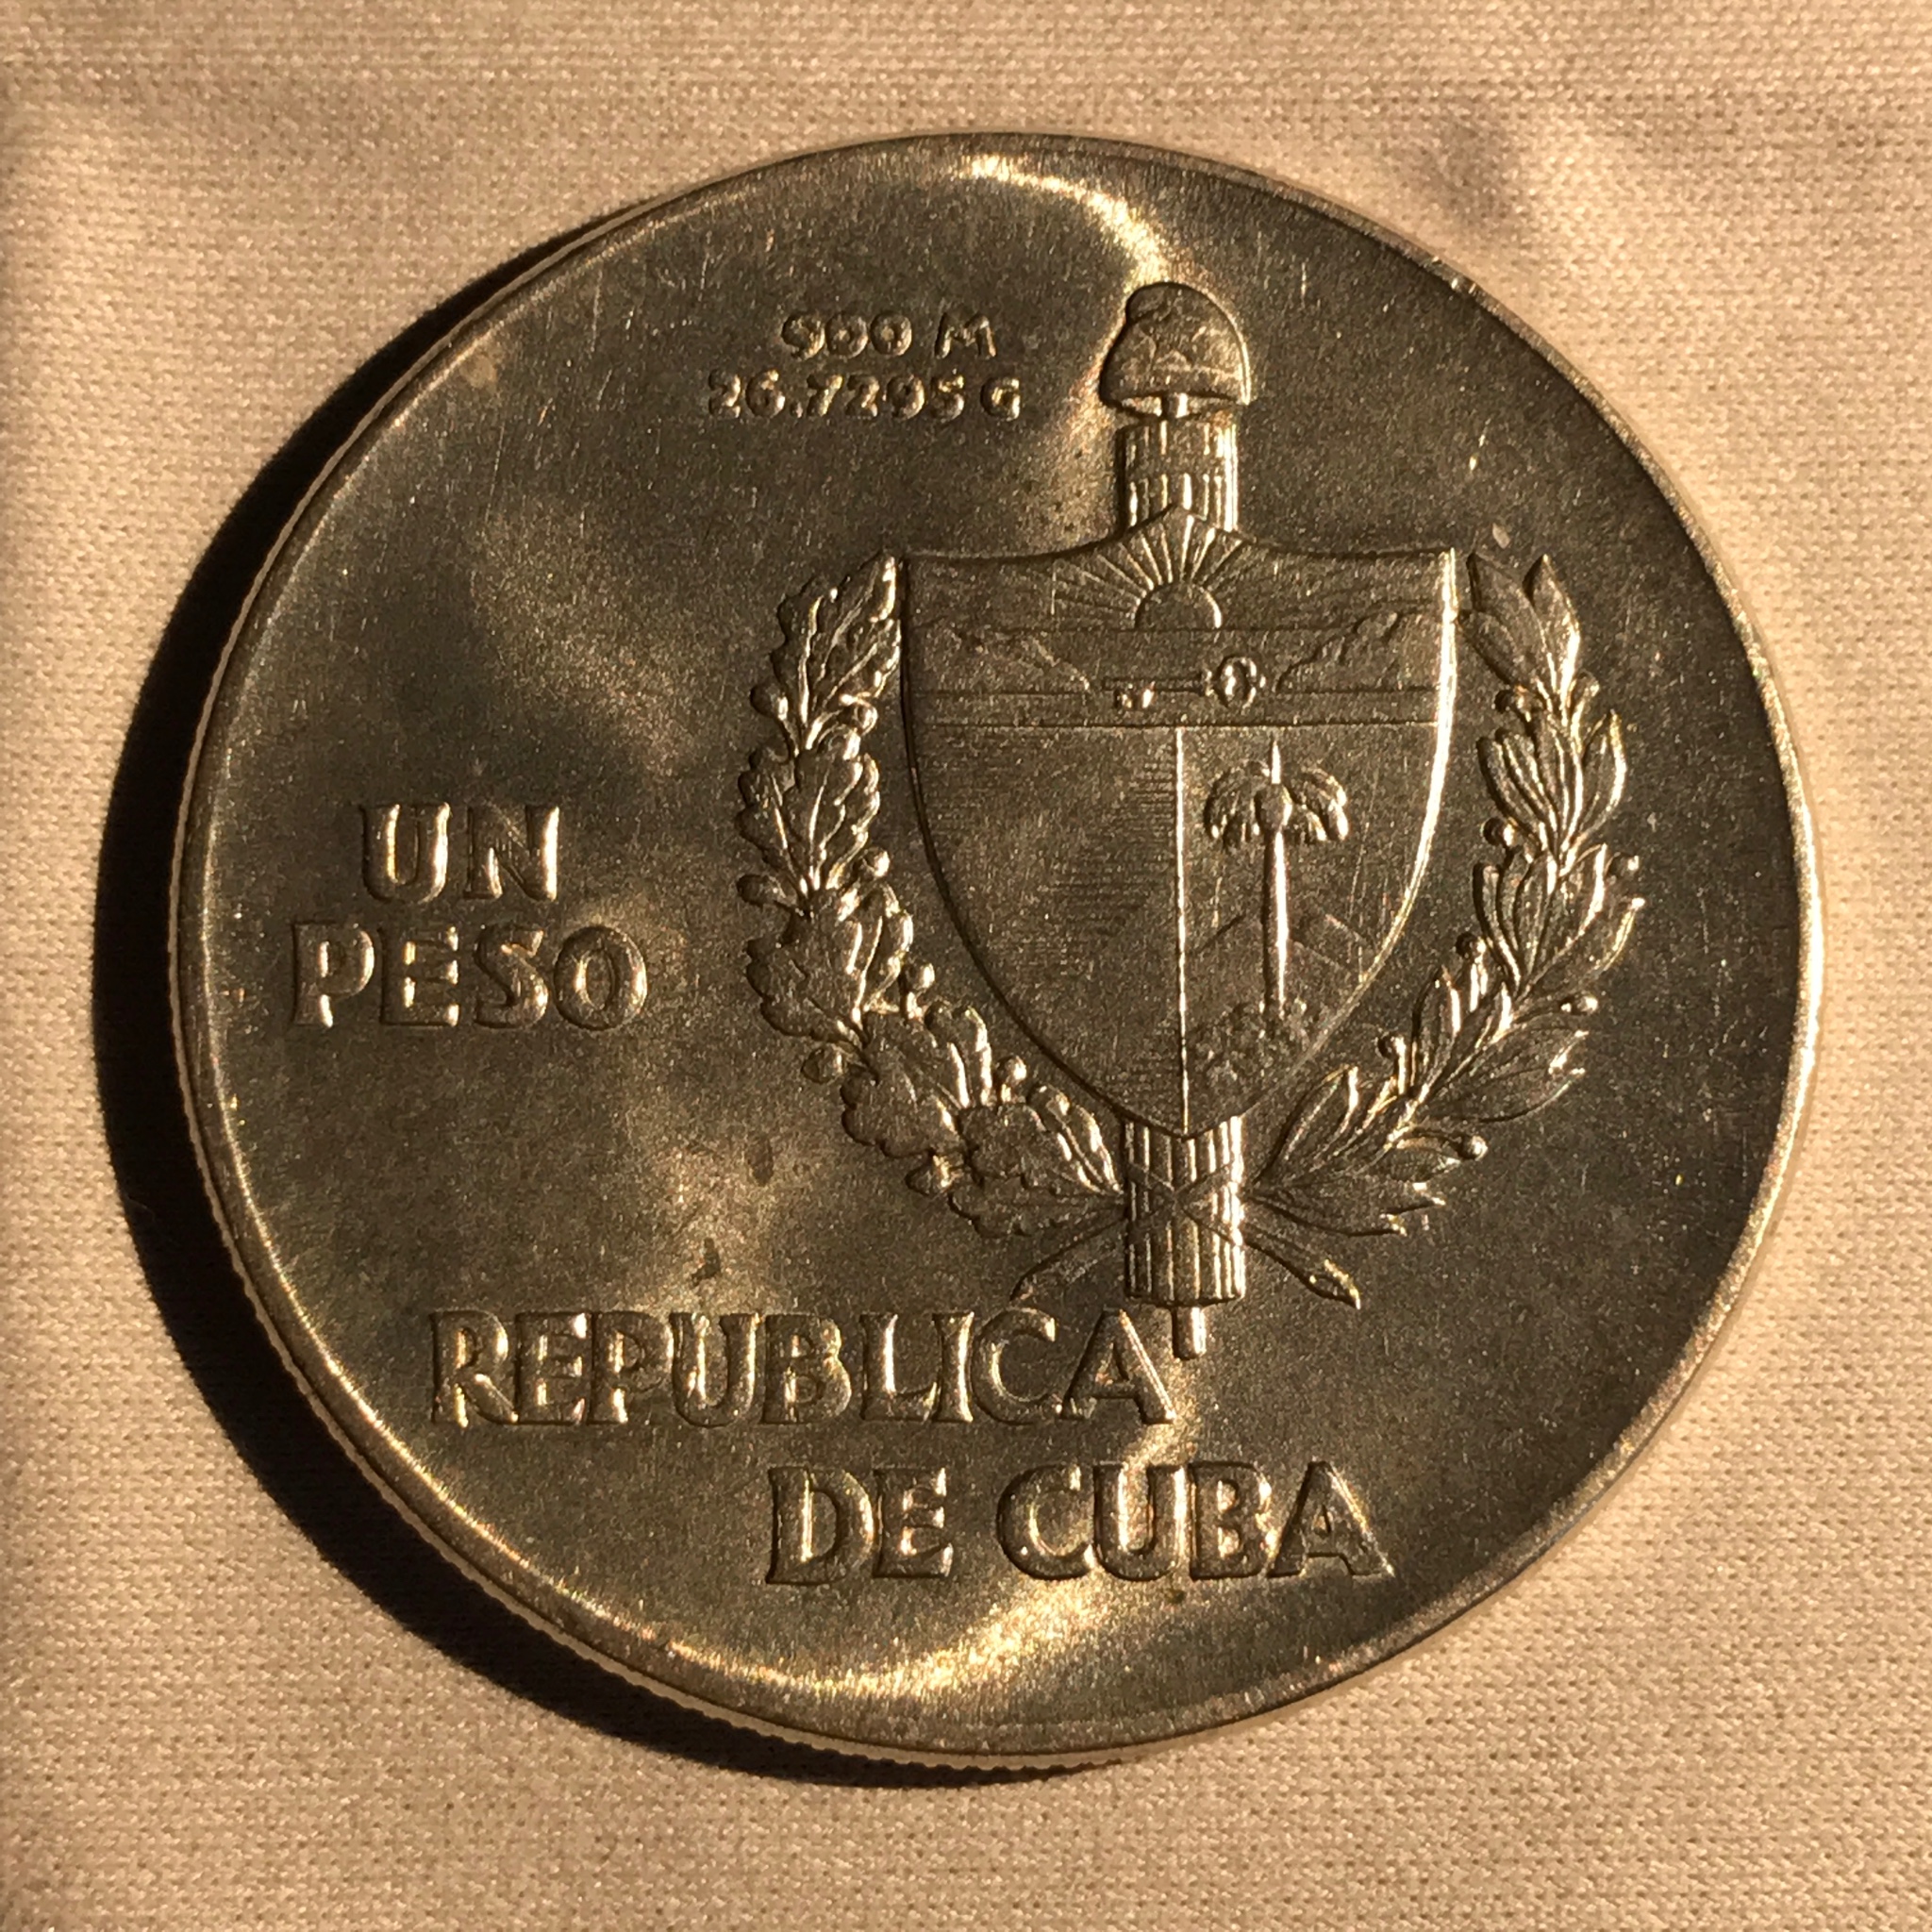 900 M
26.7295 G
UN
PESO
REPUBLICA
DE CUBA